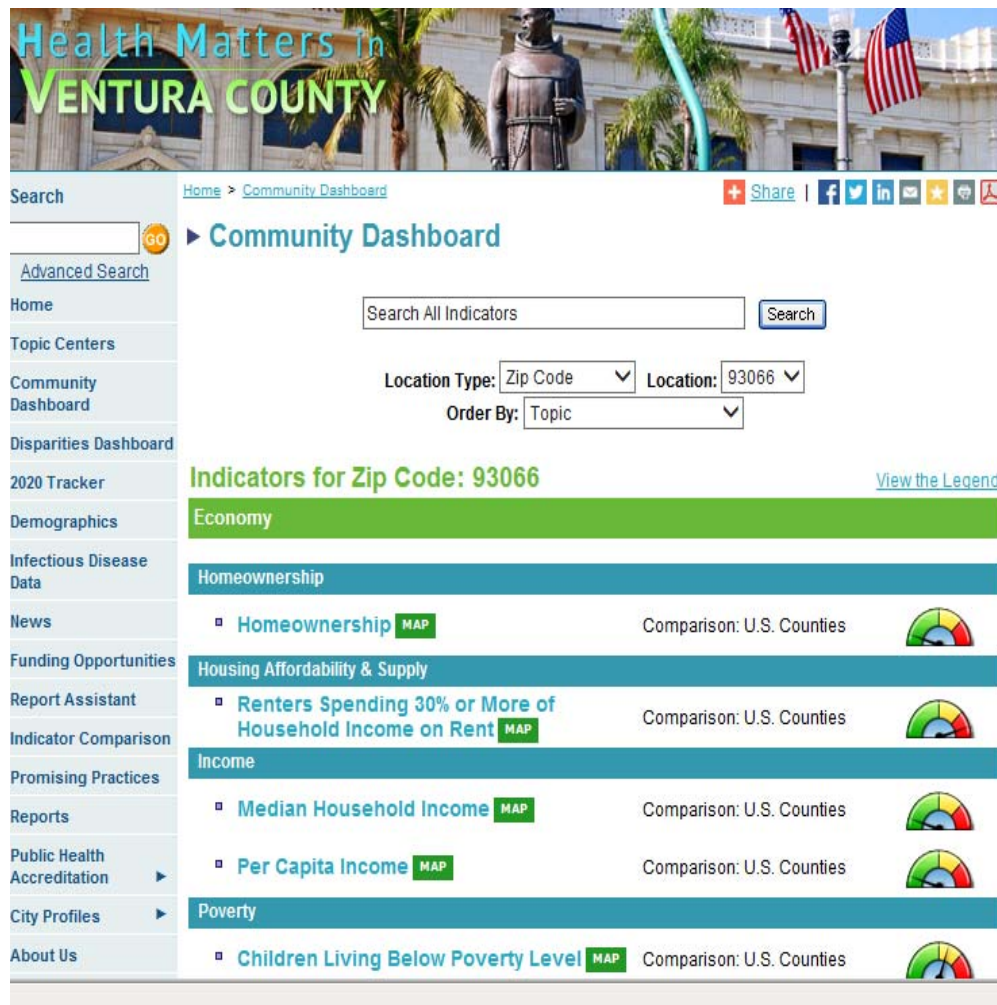 Health Matters in
VENTURA COUNTY
Search
GO
Advanced Search
Home
Topic Centers
Community
Dashboard
Disparities Dashboard
2020 Tracker
Demographics
Infectious Disease
Data
News
Funding Opportunities
Report Assistant
Indicator Comparison
Promising Practices
Reports
Public Health
Accreditation
City Profiles
About Us
Home > Community Dashboard
Share |
Community Dashboard
Search All Indicators
Search
Location Type: Zip Code Location: 93066
Order By: Topic
Indicators for Zip Code: 93066
View the Legend
Economy
Homeownership
Homeownership MAP Comparison: U.S. Counties
Housing Affordability & Supply
Renters Spending 30% or More of
Household Income on Rent MAP
Comparison: U.S. Counties
Income
Median Household Income MAP Comparison: U.S. Counties
Per Capita Income MAP Comparison: U.S. Counties
Poverty
Children Living Below Poverty Level MAP Comparison: U.S. Counties